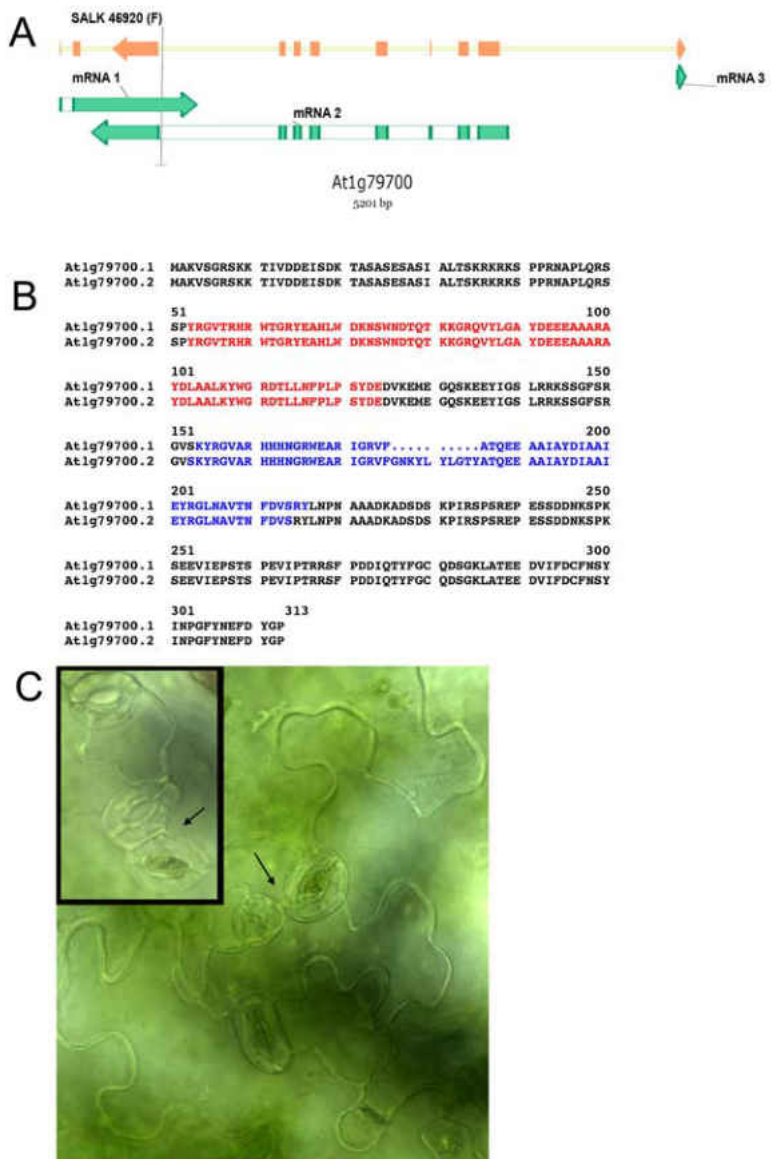 A
SALK 46920 (F)
mRNA 1
mRNA 3
mRNA 2
At1g79700
5201 bp
B
At1g79700.1 MAKVSGRSKK TIVDDEISDK TASASESASI ALTSKRKRKS PPRNAPLQRS
At1g79700.2 MAKVSGRSKK TIVDDEISDK TASASESASI ALTSKRKRKS PPRNAPLQRS
51 100
At1g79700.1 SPYRGVTRHR WTGRYEAHLW DKNSWNDTQT KKGRQVYLGA YDEEEAAARA
At1g79700.2 SPYRGVTRHR WTGRYEAHLW DKNSWNDTQT KKGRQVYLGA YDEEEAAARA
101 150
At1g79700.1 YDLAALKYWG RDTLLNFPLP SYDEDVKEME GQSKEEYIGS LRRKSSGFSR
At1g79700.2 YDLAALKYWG RDTLLNFPLP SYDEDVKEME GQSKEEYIGS LRRKSSGFSR
151 200
At1g79700.1 GVSKYRGVAR HHHNGRWEAR IGRVF..... .....ATQEE AAIAYDIAAI
At1g79700.2 GVSKYRGVAR HHHNGRWEAR IGRVFGNKYL YLGTYATQEE AAIAYDIAAI
201 250
At1g79700.1 EYRGLNAVTN FDVSRYLNPN AAADKADSDS KPIRSPSREP ESSDDNKSPK
At1g79700.2 EYRGLNAVTN FDVSRYLNPN AAADKADSDS KPIRSPSREP ESSDDNKSPK
251 300
At1g79700.1 SEEVIEPSTS PEVIPTRRSF PDDIQTYFGC QDSGKLATEE DVIFDCFNSY
At1g79700.2 SEEVIEPSTS PEVIPTRRSF PDDIQTYFGC QDSGKLATEE DVIFDCFNSY
301 313
At1g79700.1 INPGFYNEFD YGP
At1g79700.2 INPGFYNEFD YGP
C